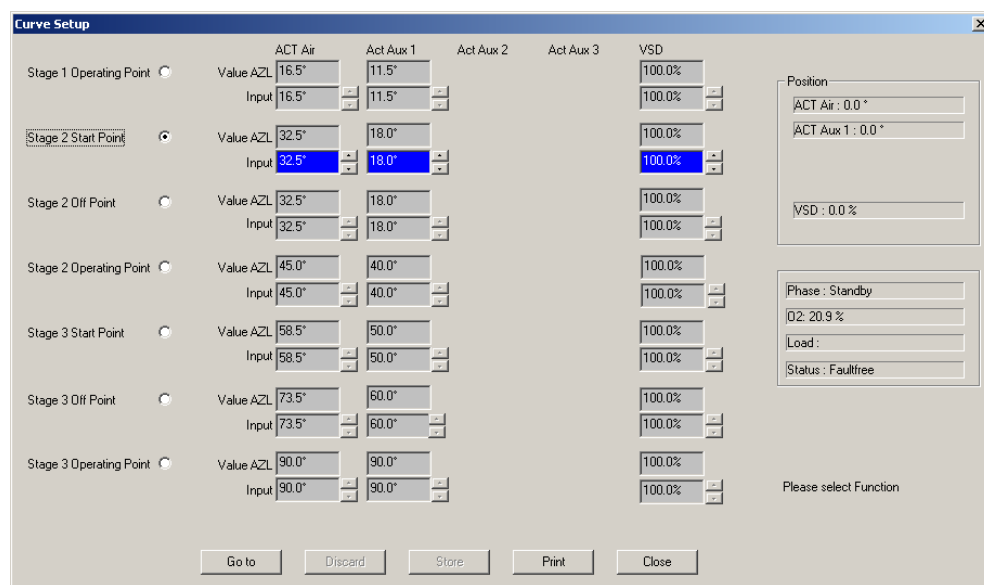 Curve Setup
ACT Air Act Aux 1 Act Aux 2 Act Aux 3 VSD
Stage 1 Operating Point Value AZL 16.5° 11.5° 100.0%
Input 16.5° 11.5° 100.0%
Position
ACT Air : 0.0 °
ACT Aux 1 : 0.0 °
Stage 2 Start Point Value AZL 32.5° 18.0° 100.0%
Input 32.5° 18.0° 100.0%
Stage 2 Off Point Value AZL 32.5° 18.0° 100.0%
VSD : 0.0 %
Input 32.5° 18.0° 100.0%
Stage 2 Operating Point Value AZL 45.0° 40.0° 100.0%
Input 45.0° 40.0° 100.0%
Phase : Standby
O2: 20.9 %
Stage 3 Start Point Value AZL 58.5° 50.0° 100.0%
Load :
Input 58.5° 50.0° 100.0%
Status : Faultfree
Stage 3 Off Point Value AZL 73.5° 60.0° 100.0%
Input 73.5° 60.0° 100.0%
Stage 3 Operating Point Value AZL 90.0° 90.0° 100.0%
Input 90.0° 90.0° 100.0%
Please select Function
Go to Discard Store Print Close